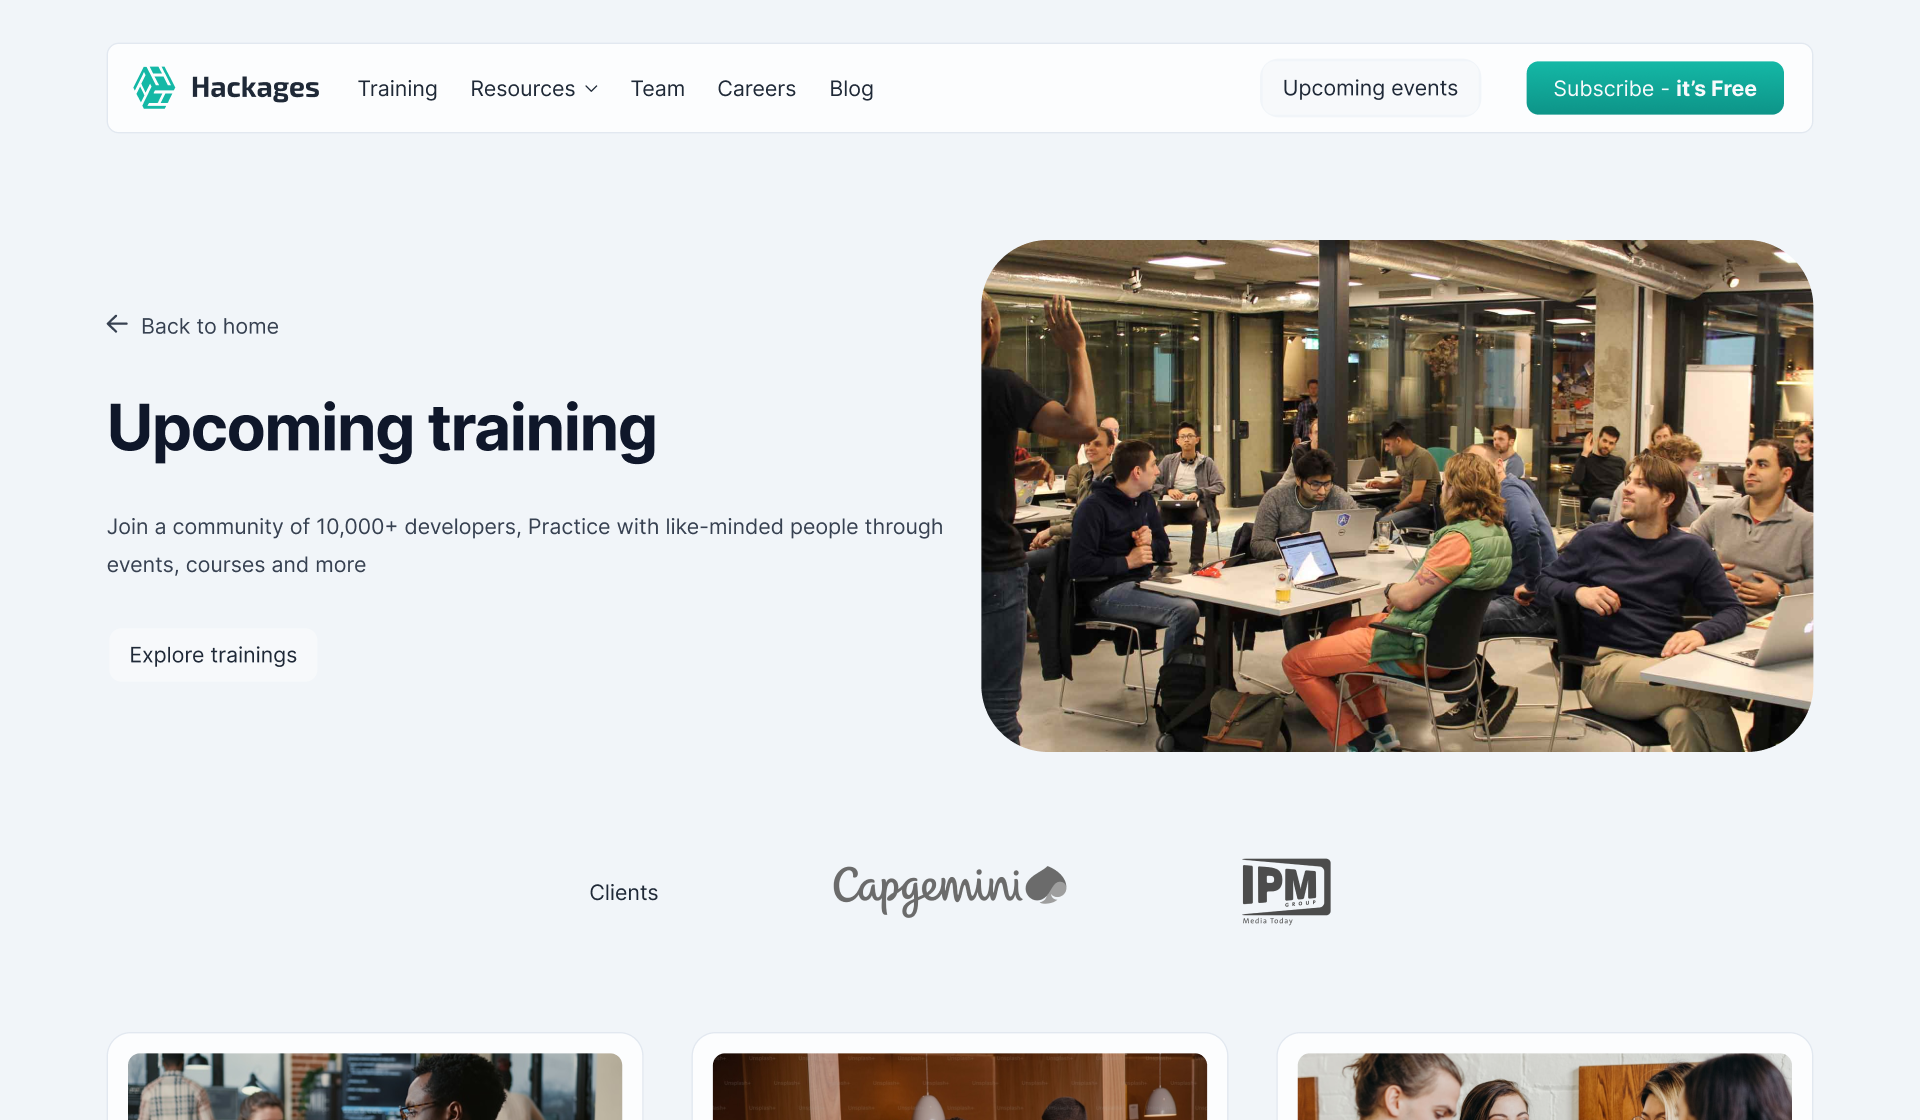 Hackages
Training
Resources
Team
Careers
Blog
Upcoming events
Subscribe - it’s Free
Back to home
Upcoming training
Join a community of 10,000+ developers, Practice with like-minded people through
events, courses and more
Explore trainings
Clients
Capgemini
IPM
GROUP
Media Today